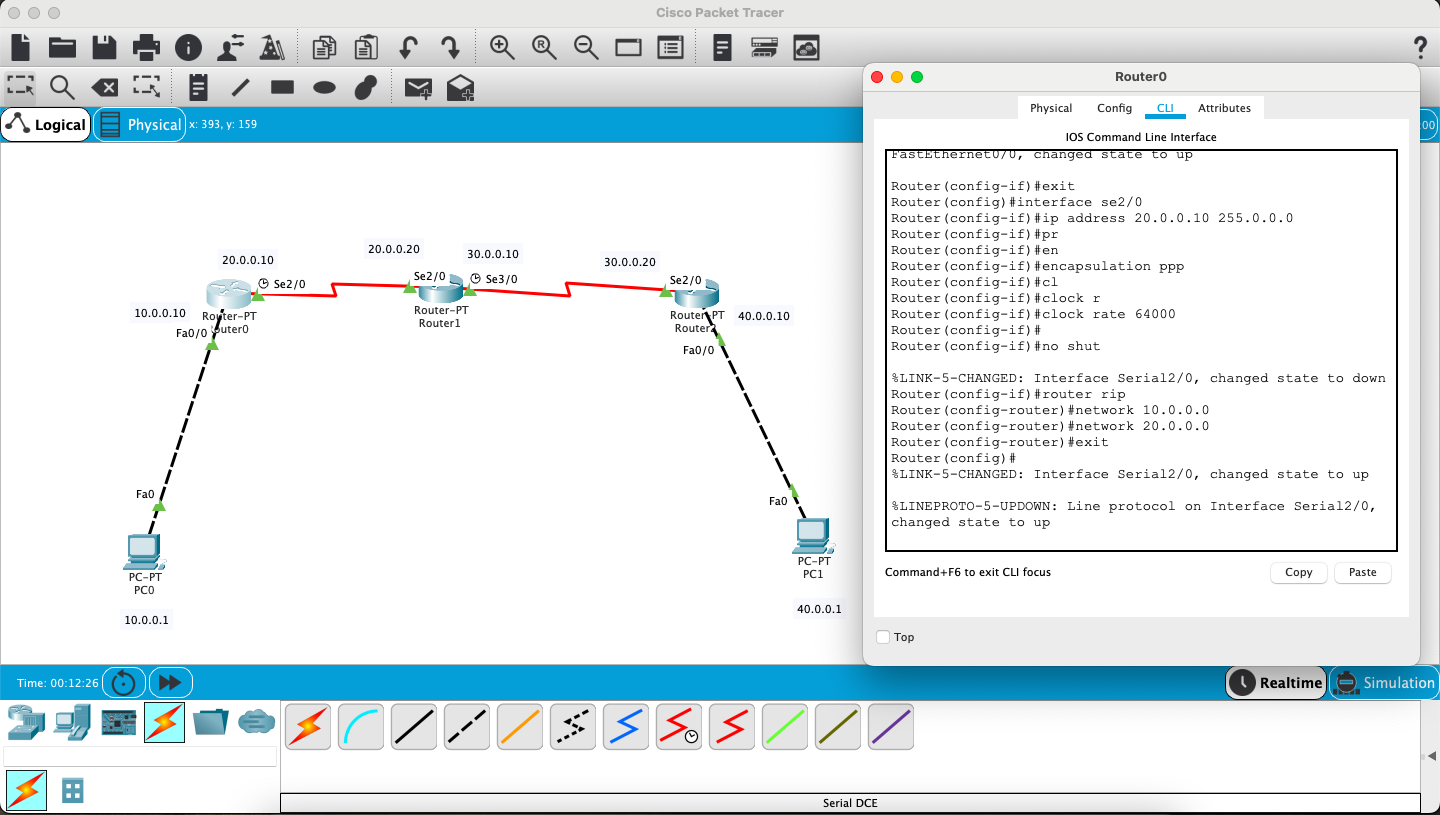 Cisco Packet Tracer
Logical
Physical
x: 393, y: 159
00
20.0.0.10
20.0.0.20
30.0.0.10
30.0.0.20
Se2/0
Se2/0
Se3/0
Se2/0
10.0.0.10
Router-PT
Router0
Fa0/0
Router-PT
Router1
Router-PT
40.0.0.10
Fa0/0
Fa0
Fa0
PC-PT
PC0
PC-PT
PC1
10.0.0.1
40.0.0.1
Router0
Physical
Config
CLI
Attributes
IOS Command Line Interface
FastEthernet0/0, changed state to up
Router(config-if)#exit
Router(config)#interface se2/0
Router(config-if)#ip address 20.0.0.10 255.0.0.0
Router(config-if)#pr
Router(config-if)#en
Router(config-if)#encapsulation ppp
Router(config-if)#cl
Router(config-if)#clock r
Router(config-if)#clock rate 64000
Router(config-if)#
Router(config-if)#no shut
%LINK-5-CHANGED: Interface Serial2/0, changed state to down
Router(config-if)#router rip
Router(config-router)#network 10.0.0.0
Router(config-router)#network 20.0.0.0
Router(config-router)#exit
Router(config)#
%LINK-5-CHANGED: Interface Serial2/0, changed state to up
%LINEPROTO-5-UPDOWN: Line protocol on Interface Serial2/0,
changed state to up
Command+F6 to exit CLI focus
Copy
Paste
Top
Time: 00:12:26
Realtime
Simulation
Serial DCE